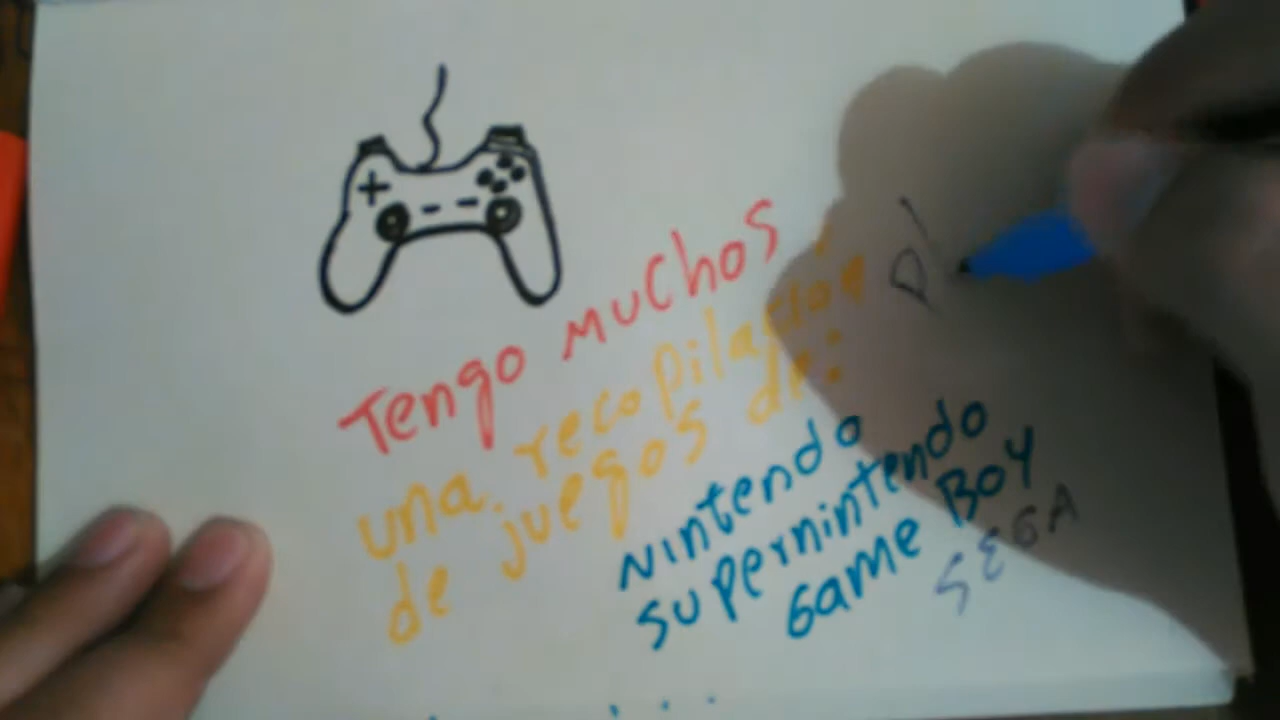 Tengo muchos
una recopilación
de juegos de:
Nintendo
supernintendo
Game Boy
SEGA